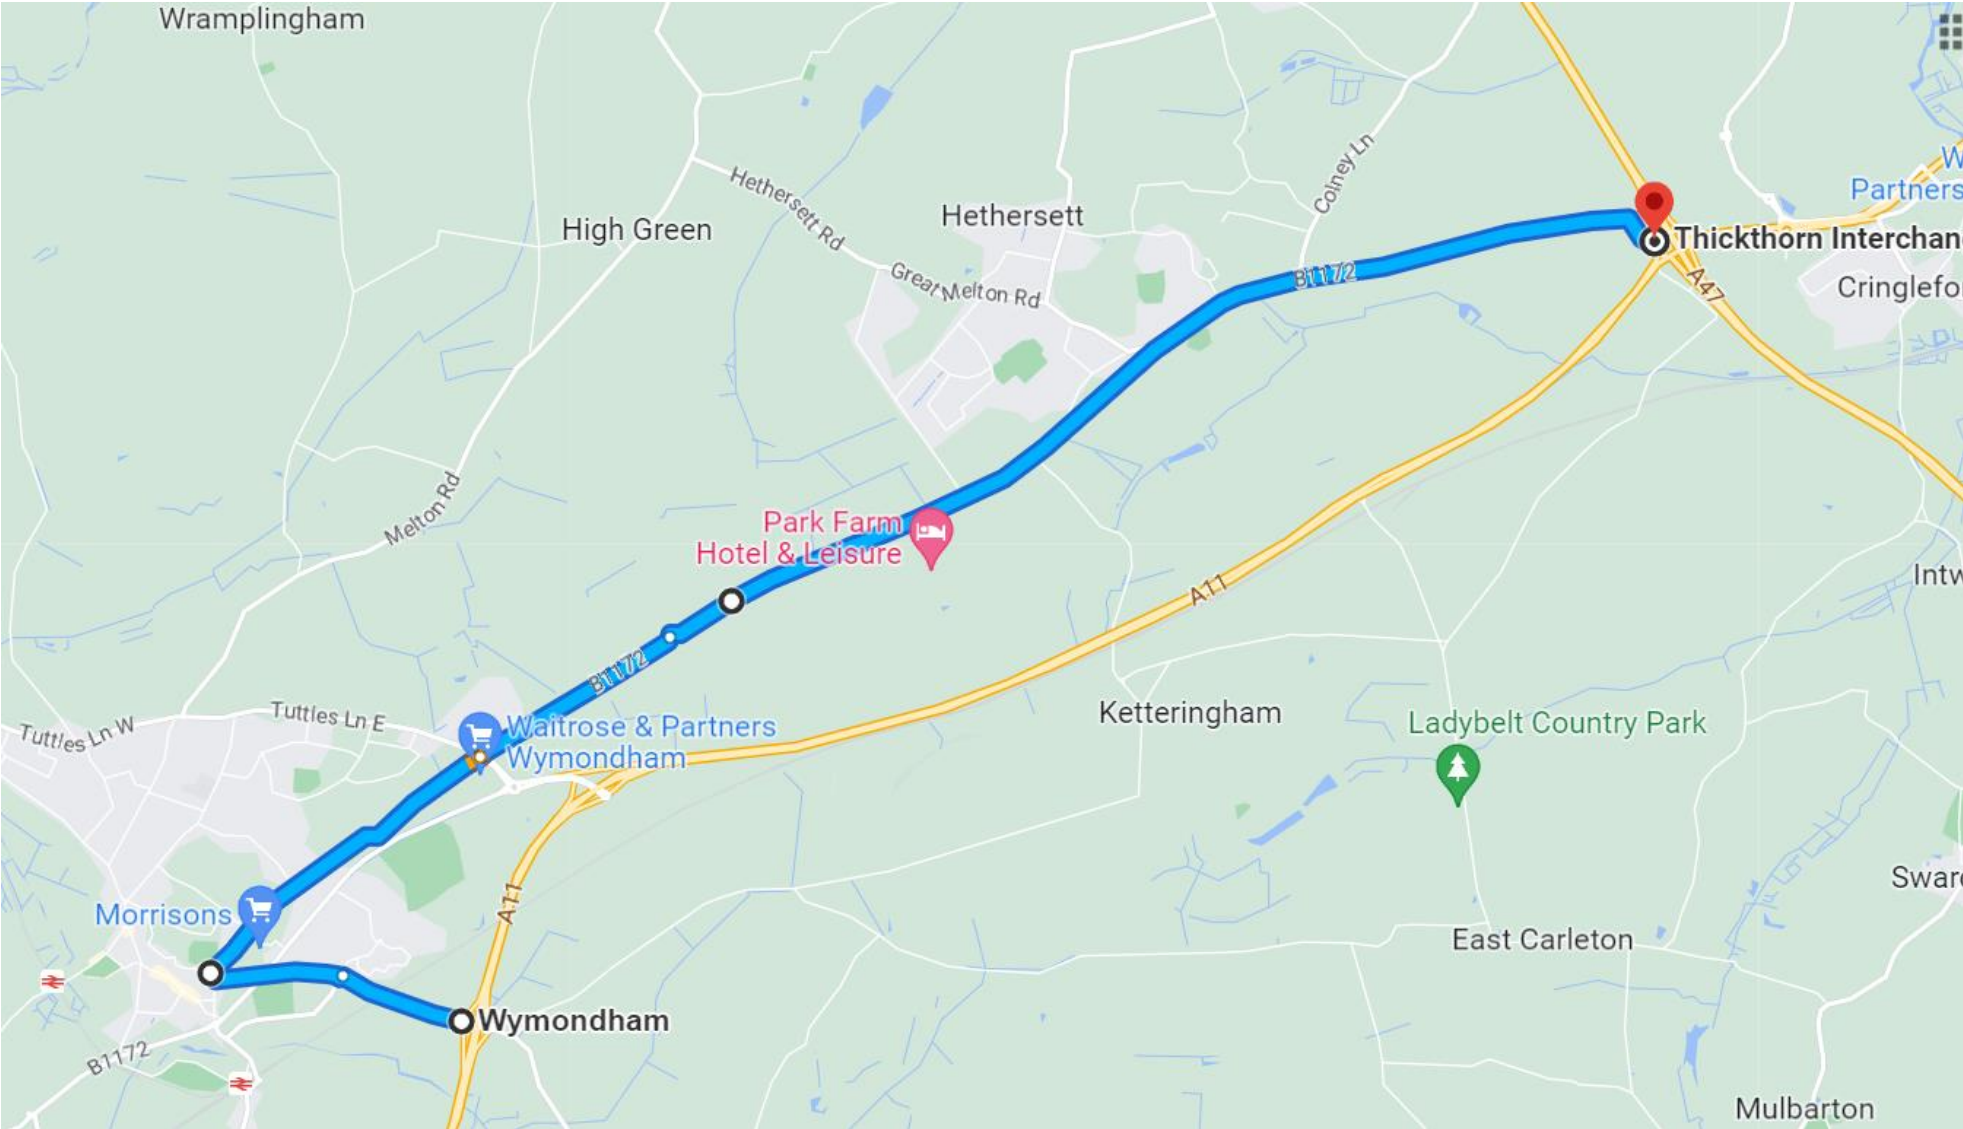 Wramplingham
Hethersett Rd
Colney Ln
W
Partners
High Green
Hethersett
Great Melton Rd
B1172
Thickthorn Interchan
A47
Cringlefo
Melton Rd
Park Farm
Hotel & Leisure
A11
Intw
B1172
Tuttles Ln W
Tuttles Ln E
Waitrose & Partners
Wymondham
Ketteringham
Ladybelt Country Park
Morrisons
A11
Sward
East Carleton
Wymondham
B1172
Mulbarton